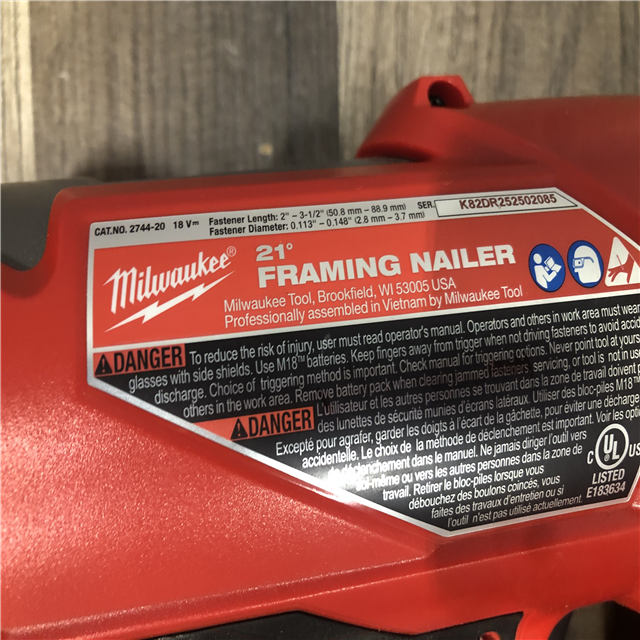 CAT.NO. 2744-20 18 V⎓ Fastener Length: 2" – 3-1/2" (50.8 mm – 88.9 mm) SER. K82DR252502085
Fastener Diameter: 0.113" – 0.148" (2.8 mm – 3.7 mm)
Milwaukee®
21°
FRAMING NAILER
Milwaukee Tool, Brookfield, WI 53005 USA
Professionally assembled in Vietnam by Milwaukee Tool
DANGER To reduce the risk of injury, user must read operator's manual. Operators and others in work area must wear
glasses with side shields. Use M18™ batteries. Keep fingers away from trigger when not driving fasteners to avoid
discharge. Choice of triggering method is important. Check manual for triggering options. Never point tool at
others in the work area. Remove battery pack when clearing jammed fasteners, servicing, or tool is not in
DANGER L'utilisateur et les autres se trouvant dans la zone de travail doivent
des lunettes de sécurité munies d'écrans latéraux. Utiliser des bloc-piles M18
Excepté pour agrafer, garder les doigts à l'écart de la gâchette, pour éviter une décharge
accidentelle. Le choix de la méthode de déclenchement est important. Voir les
de déclenchement dans le manuel. Ne jamais diriger l'outil vers
soi-même ou vers les autres personnes dans la zone de
travail. Retirer le bloc-piles lorsque vous
débouchez des boulons coincés, vous
faites des travaux d'entretien ou si
l'outil n'est pas utilisé actuellement.
C UL US
LISTED
E183634